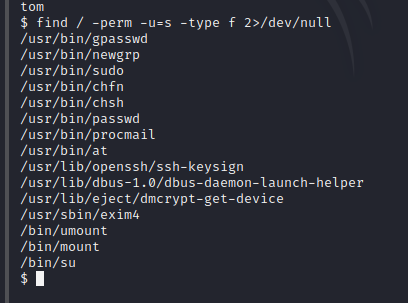 tom
$ find / -perm -u=s -type f 2>/dev/null
/usr/bin/gpasswd
/usr/bin/newgrp
/usr/bin/sudo
/usr/bin/chfn
/usr/bin/chsh
/usr/bin/passwd
/usr/bin/procmail
/usr/bin/at
/usr/lib/openssh/ssh-keysign
/usr/lib/dbus-1.0/dbus-daemon-launch-helper
/usr/lib/eject/dmcrypt-get-device
/usr/sbin/exim4
/bin/umount
/bin/mount
/bin/su
$